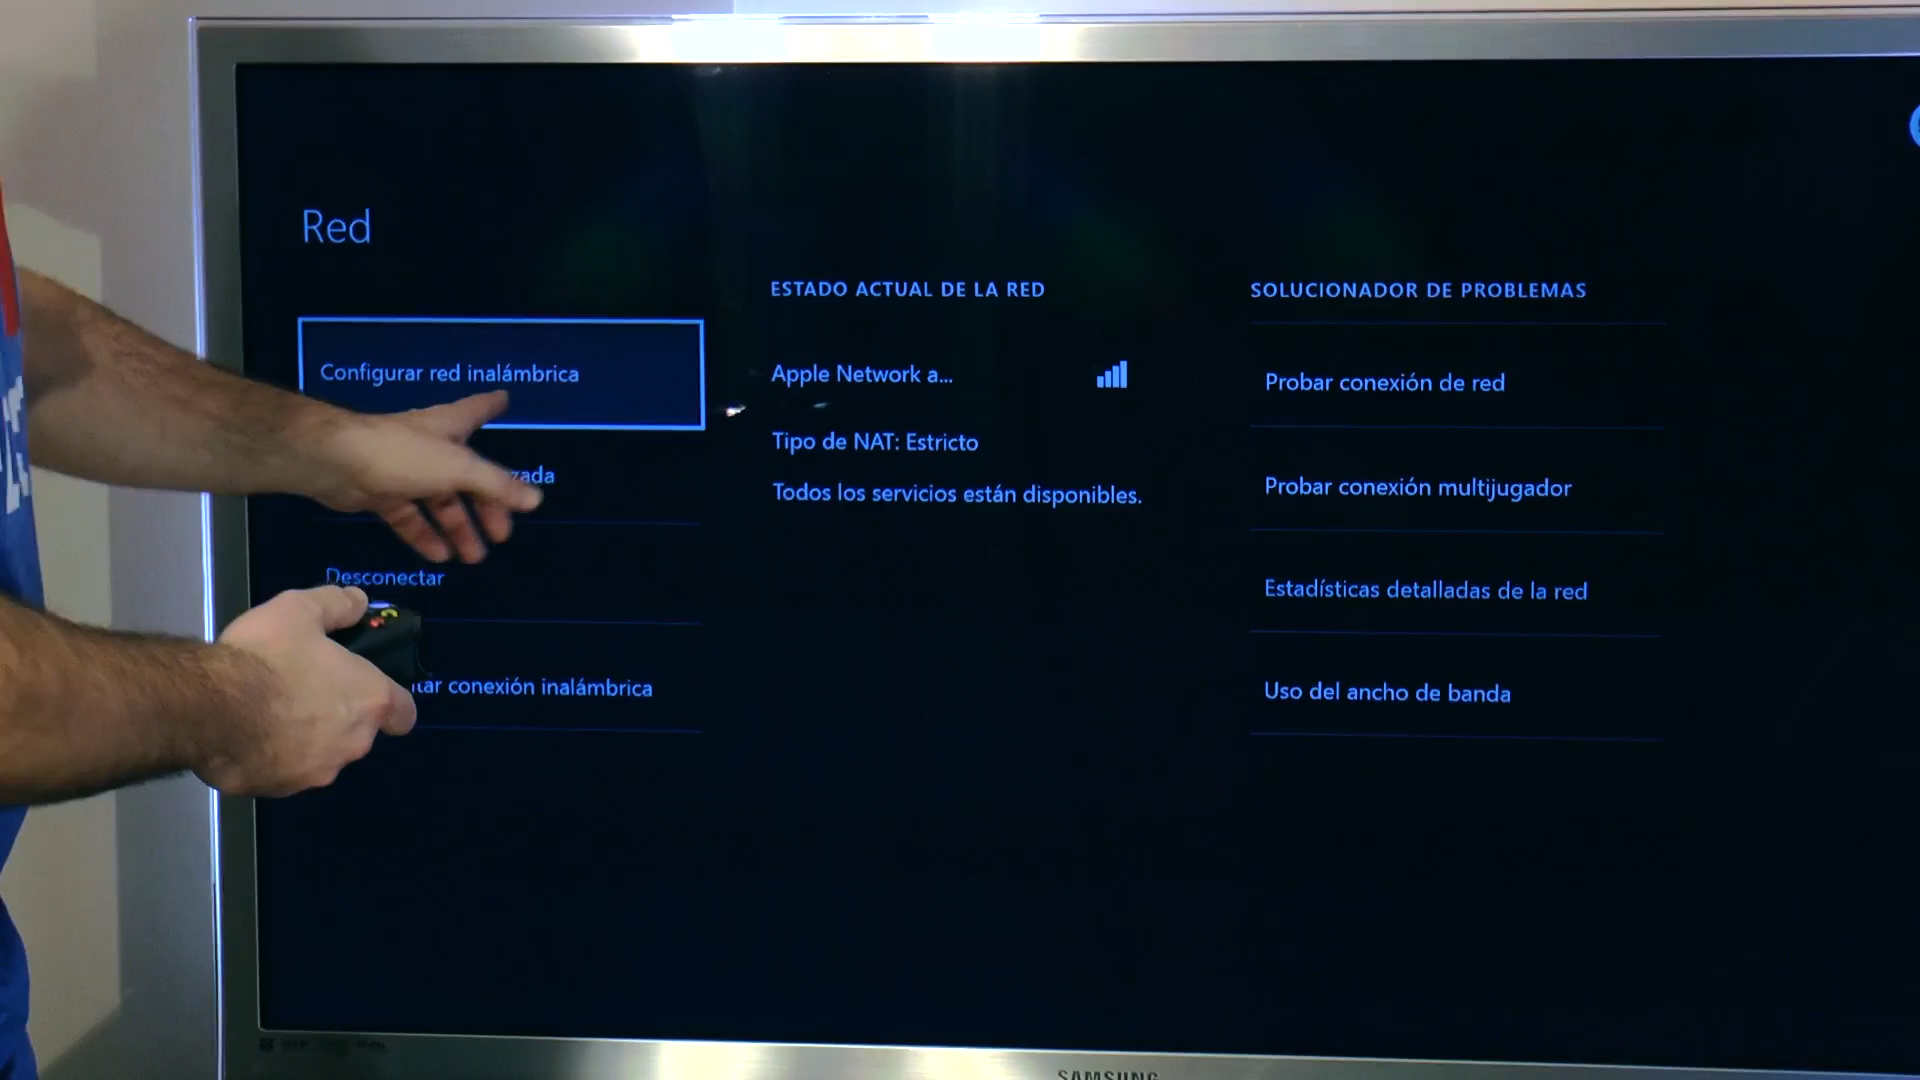 Red
Configurar red inalámbrica
Desconectar
conexión inalámbrica
ESTADO ACTUAL DE LA RED
Apple Network a...
Tipo de NAT: Estricto
Todos los servicios están disponibles.
SOLUCIONADOR DE PROBLEMAS
Probar conexión de red
Probar conexión multijugador
Estadísticas detalladas de la red
Uso del ancho de banda
SAMSUNG